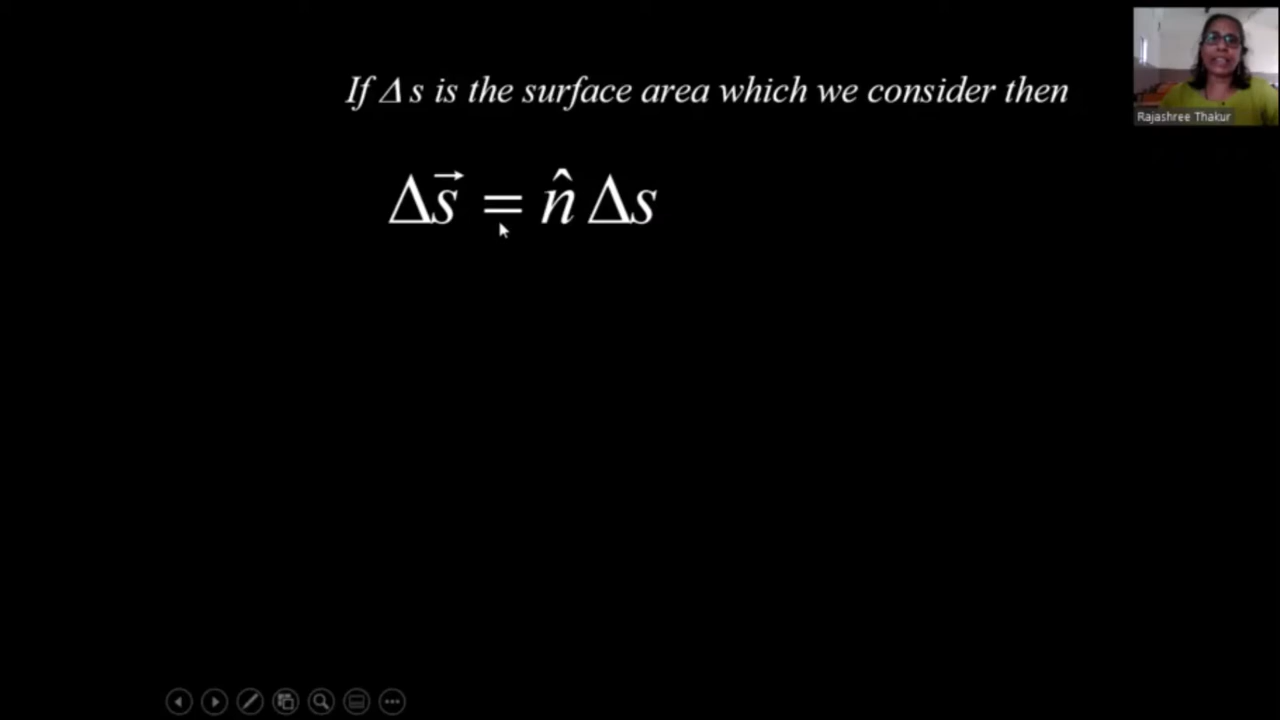 If Δ s is the surface area which we consider then
Δs⃗ = n̂ Δs
Rajashree Thakur